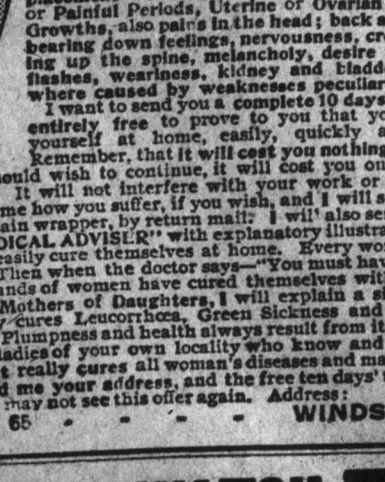 or Painful Periods, Uterine or Ovarian
Growths, also pains in the head; back a
bearing down feelings, nervousness, cre
ing up the spine, melancholy, desire
flashes, weariness, kidney and bladd
where caused by weaknesses peculiar
I want to send you a complete 10 days
entirely free to prove to you that yo
yourself at home, easily, quickly a
Remember, that it will cost you nothing
ould wish to continue, it will cost you on
It will not interfere with your work or
me how you suffer, if you wish, and I will s
ain wrapper, by return mail: I will also se
DICAL ADVISER" with explanatory illustra
easily cure themselves at home. Every wo
Then when the doctor says—"You must hav
ands of women have cured themselves wit
Mothers of Daughters, I will explain a si
y cures Leucorrhœa, Green Sickness and
Plumpness and health always result from it
ladies of your own locality who know and
t really cures all woman's diseases and ma
d me your address, and the free ten days'
may not see this offer again. Address:
65 - - - - WINDS